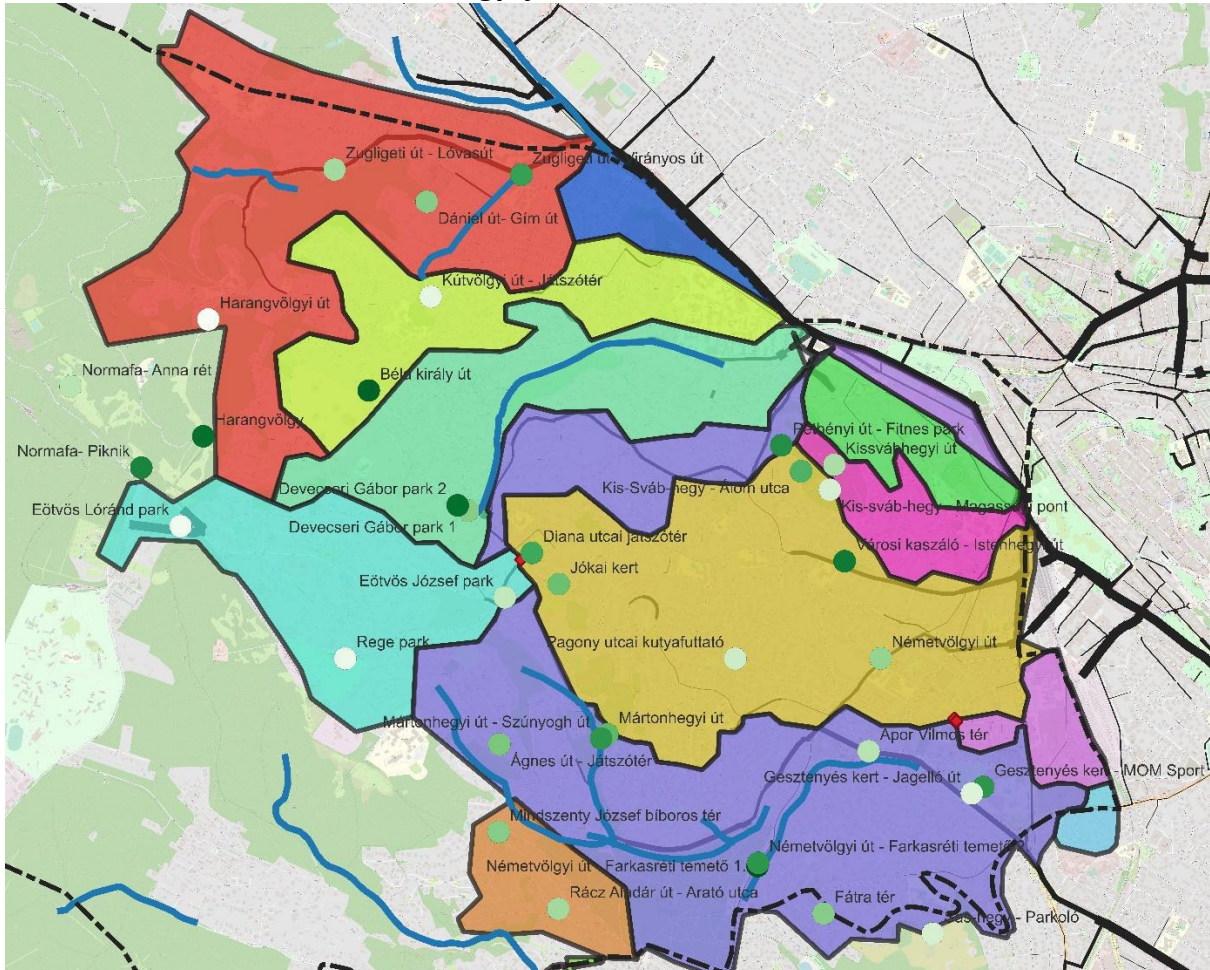 Zugligeti út - Lóvasút
Zugligeti út - Virányos út
Dániel út- Gím út
Kútvölgyi út - Játszótér
Harangvölgyi út
Normafa- Anna rét
Béla király út
Harangvölgy
Pethényi út - Fitnes park
Normafa- Piknik
Kissvábhegyi út
Devecseri Gábor park 2
Kis-Sváb-hegy - Álom utca
Eötvös Lóránd park
Kis-sváb-hegy - Magassági pont
Devecseri Gábor park 1
Diana utcai játszótér
Városi kaszáló - Istenhegyi út
Eötvös József park
Jókai kert
Rege park
Pagony utcai kutyafuttató
Németvölgyi út
Mártonhegyi út - Szúnyogh út
Mártonhegyi út
Apor Vilmos tér
Ágnes út - Játszótér
Gesztenyés kert - Jagelló út
Gesztenyés kert - MOM Sport
Mindszenty József bíboros tér
Németvölgyi út - Farkasréti temető 1.
Németvölgyi út - Farkasréti temető 2.
Rácz Aladár út - Arató utca
Fátra tér
Sas-hegy - Parkoló